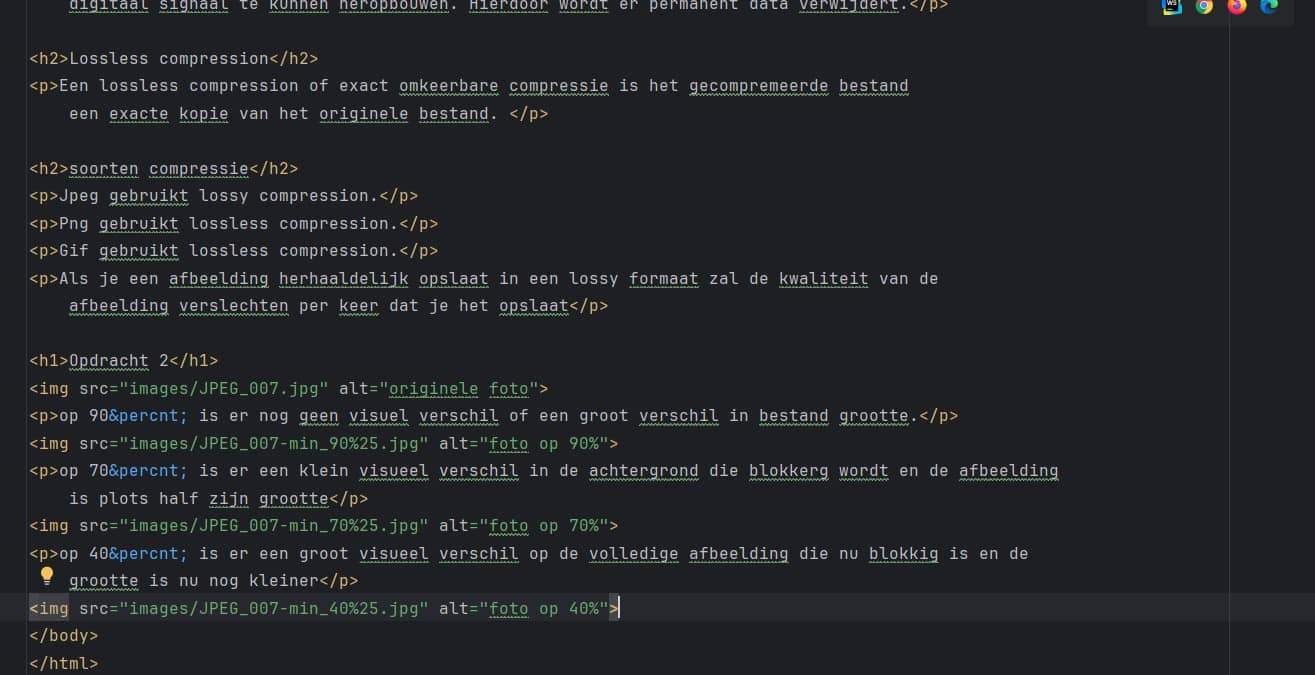 digitaal signaal te kunnen heropbouwen. Hierdoor wordt er permanent data verwijdert.</p>
WS
<h2>Lossless compression</h2>
<p>Een lossless compression of exact omkeerbare compressie is het gecompremeerde bestand
een exacte kopie van het originele bestand. </p>
<h2>soorten compressie</h2>
<p>Jpeg gebruikt lossy compression.</p>
<p>Png gebruikt lossless compression.</p>
<p>Gif gebruikt lossless compression.</p>
<p>Als je een afbeelding herhaaldelijk opslaat in een lossy formaat zal de kwaliteit van de
afbeelding verslechten per keer dat je het opslaat</p>
<h1>Opdracht 2</h1>
<img src="images/JPEG_007.jpg" alt="originele foto">
<p>op 90&percnt; is er nog geen visuel verschil of een groot verschil in bestand grootte.</p>
<img src="images/JPEG_007-min_90%25.jpg" alt="foto op 90%">
<p>op 70&percnt; is er een klein visueel verschil in de achtergrond die blokkerg wordt en de afbeelding
is plots half zijn grootte</p>
<img src="images/JPEG_007-min_70%25.jpg" alt="foto op 70%">
<p>op 40&percnt; is er een groot visueel verschil op de volledige afbeelding die nu blokkig is en de
grootte is nu nog kleiner</p>
<img src="images/JPEG_007-min_40%25.jpg" alt="foto op 40%">
</body>
</html>